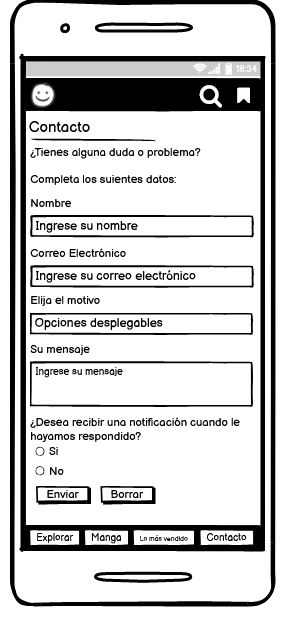 18:34
Contacto
¿Tienes alguna duda o problema?
Completa los suientes datos:
Nombre
Ingrese su nombre
Correo Electrónico
Ingrese su correo electrónico
Elija el motivo
Opciones desplegables
Su mensaje
Ingrese su mensaje
¿Desea recibir una notificación cuando le
hayamos respondido?
Si
No
Enviar Borrar
Explorar Manga Lo más vendido Contacto